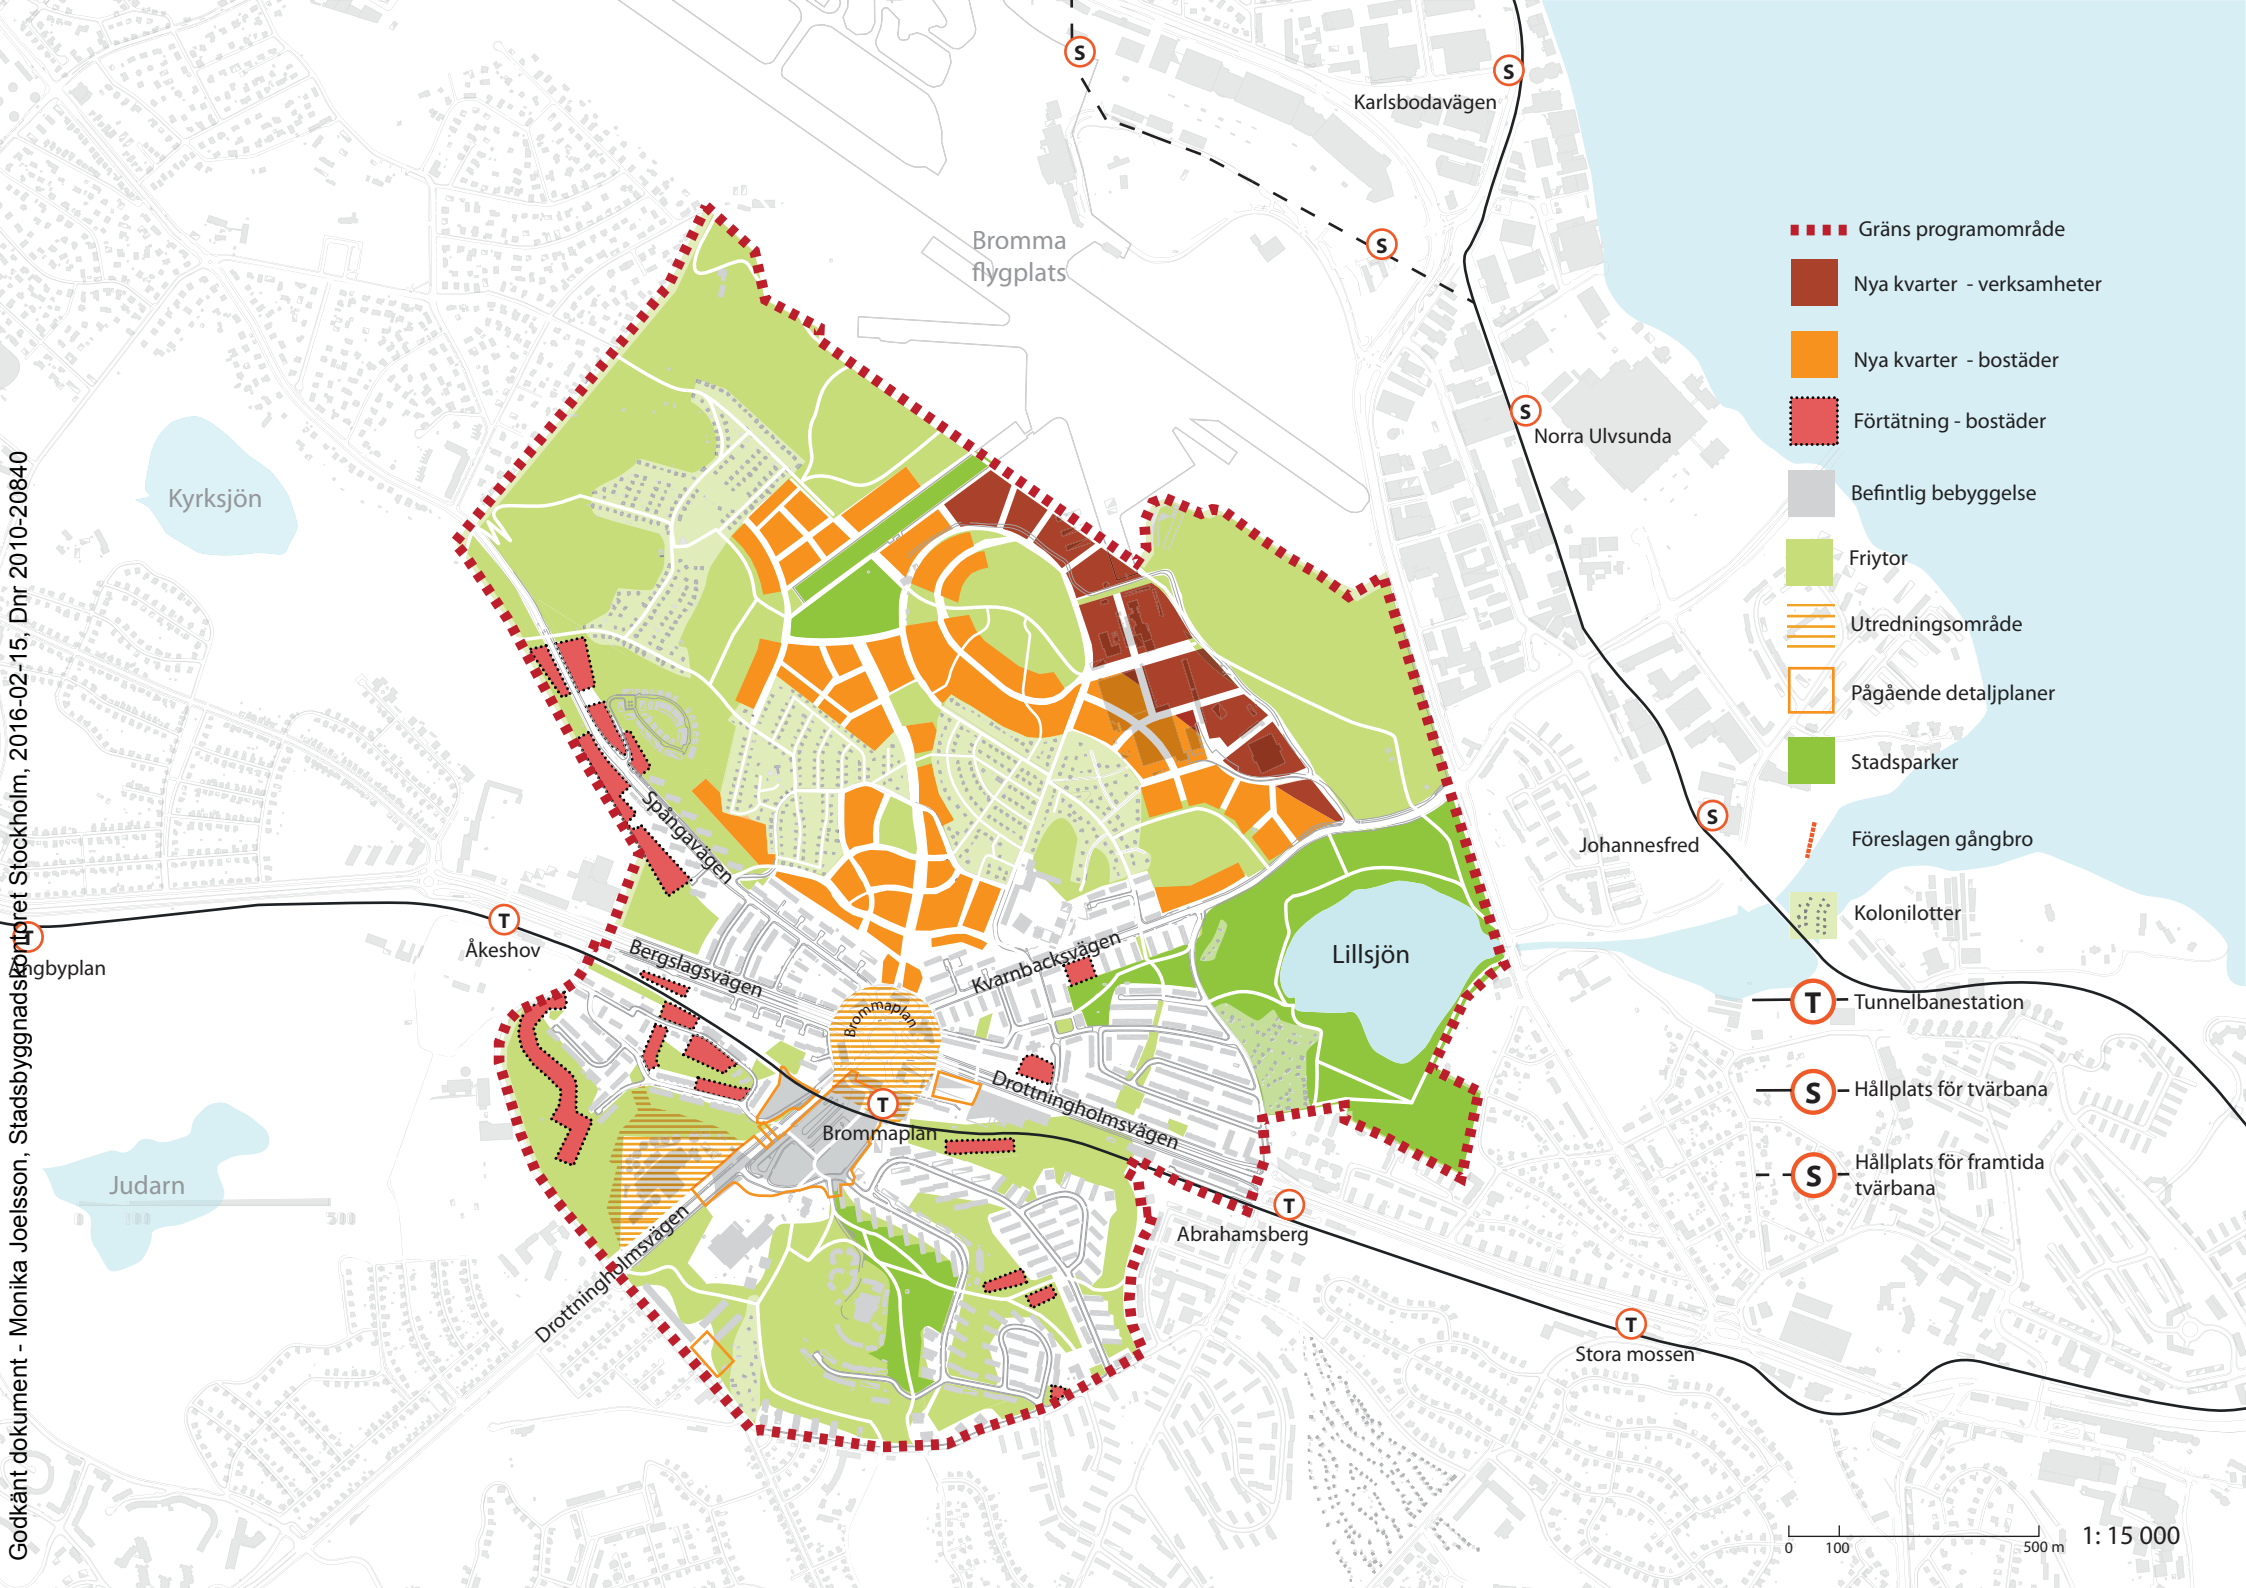 Godkänt dokument - Monika Joelsson, Stadsbyggnadskontoret Stockholm, 2016-02-15, Dnr 2010-20840
S
S
Karlsbodavägen
Bromma
flygplats
S
S
Norra Ulvsunda
Kyrksjön
Spångavägen
S
Johannesfred
T
Ängbyplan
T
Åkeshov
Bergslagsvägen
Kvarnbacksvägen
Lillsjön
Brommaplan
Drottningholmsvägen
T
Brommaplan
Judarn
Drottningholmsvägen
T
Abrahamsberg
T
Stora mossen
Gräns programområde
Nya kvarter - verksamheter
Nya kvarter - bostäder
Förtätning - bostäder
Befintlig bebyggelse
Friytor
Utredningsområde
Pågående detaljplaner
Stadsparker
Föreslagen gångbro
Kolonilotter
T Tunnelbanestation
S Hållplats för tvärbana
S Hållplats för framtida
tvärbana
0 100 500 m
1: 15 000